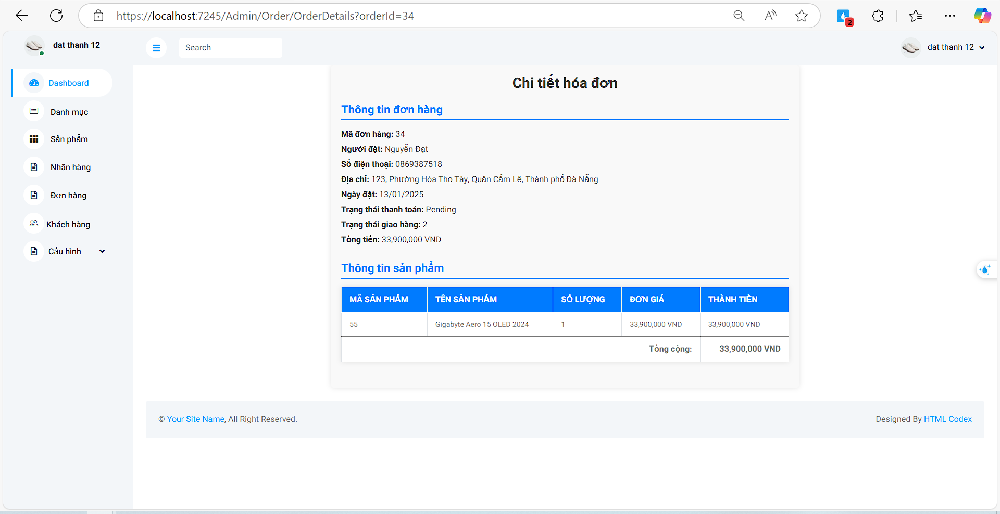 https://localhost:7245/Admin/Order/OrderDetails?orderId=34
2
dat thanh 12
Search
dat thanh 12
Dashboard
Danh mục
Sản phẩm
Nhãn hàng
Đơn hàng
Khách hàng
Cấu hình
Chi tiết hóa đơn
Thông tin đơn hàng
Mã đơn hàng: 34
Người đặt: Nguyễn Đạt
Số điện thoại: 0869387518
Địa chỉ: 123, Phường Hòa Thọ Tây, Quận Cẩm Lệ, Thành phố Đà Nẵng
Ngày đặt: 13/01/2025
Trạng thái thanh toán: Pending
Trạng thái giao hàng: 2
Tổng tiền: 33,900,000 VND
Thông tin sản phẩm
MÃ SẢN PHẨM TÊN SẢN PHẨM SỐ LƯỢNG ĐƠN GIÁ THÀNH TIỀN
55 Gigabyte Aero 15 OLED 2024 1 33,900,000 VND 33,900,000 VND
Tổng cộng: 33,900,000 VND
© Your Site Name, All Right Reserved.
Designed By HTML Codex